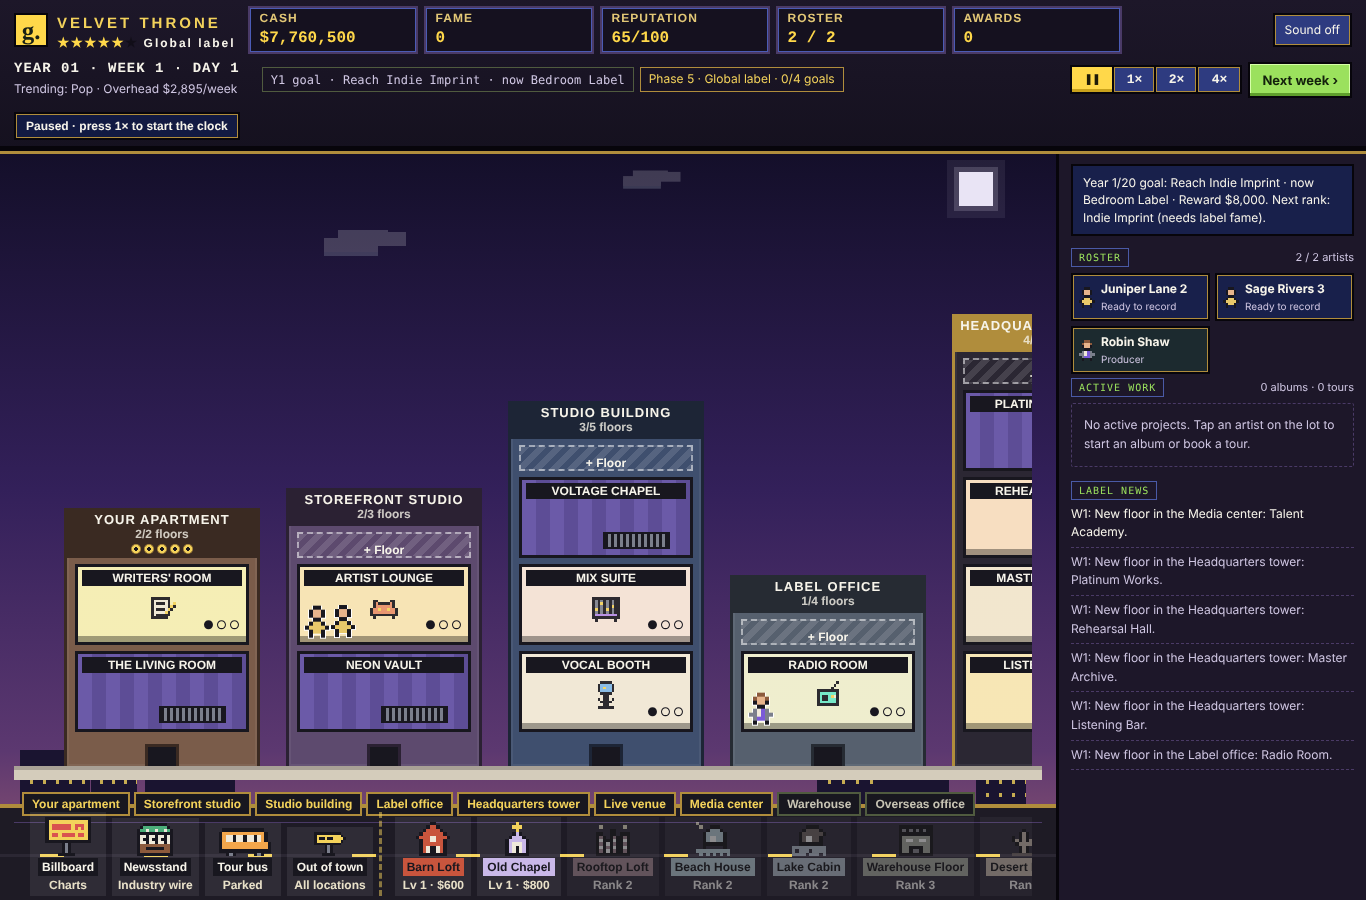 g.
VELVET THRONE
★★★★★★ Global label
CASH
$7,760,500
FAME
0
REPUTATION
65/100
ROSTER
2 / 2
AWARDS
0
Sound off
YEAR 01 · WEEK 1 · DAY 1
Trending: Pop · Overhead $2,895/week
Y1 goal · Reach Indie Imprint · now Bedroom Label
Phase 5 · Global label · 0/4 goals
1×
2×
4×
Next week ›
Paused · press 1× to start the clock
YOUR APARTMENT
2/2 floors
WRITERS' ROOM
THE LIVING ROOM
STOREFRONT STUDIO
2/3 floors
+ Floor
ARTIST LOUNGE
NEON VAULT
STUDIO BUILDING
3/5 floors
+ Floor
VOLTAGE CHAPEL
MIX SUITE
VOCAL BOOTH
LABEL OFFICE
1/4 floors
+ Floor
RADIO ROOM
HEADQUA
4/
PLATIN
REHEA
MAST
LIST
Your apartment
Storefront studio
Studio building
Label office
Headquarters tower
Live venue
Media center
Warehouse
Overseas office
Billboard
Charts
Newsstand
Industry wire
Tour bus
Parked
Out of town
All locations
Barn Loft
Lv 1 · $600
Old Chapel
Lv 1 · $800
Rooftop Loft
Rank 2
Beach House
Rank 2
Lake Cabin
Rank 2
Warehouse Floor
Rank 3
Desert
Ran
Year 1/20 goal: Reach Indie Imprint · now
Bedroom Label · Reward $8,000. Next rank:
Indie Imprint (needs label fame).
ROSTER
2 / 2 artists
Juniper Lane 2
Ready to record
Sage Rivers 3
Ready to record
Robin Shaw
Producer
ACTIVE WORK
0 albums · 0 tours
No active projects. Tap an artist on the lot to
start an album or book a tour.
LABEL NEWS
W1: New floor in the Media center: Talent
Academy.
W1: New floor in the Headquarters tower:
Platinum Works.
W1: New floor in the Headquarters tower:
Rehearsal Hall.
W1: New floor in the Headquarters tower: Master
Archive.
W1: New floor in the Headquarters tower:
Listening Bar.
W1: New floor in the Label office: Radio Room.